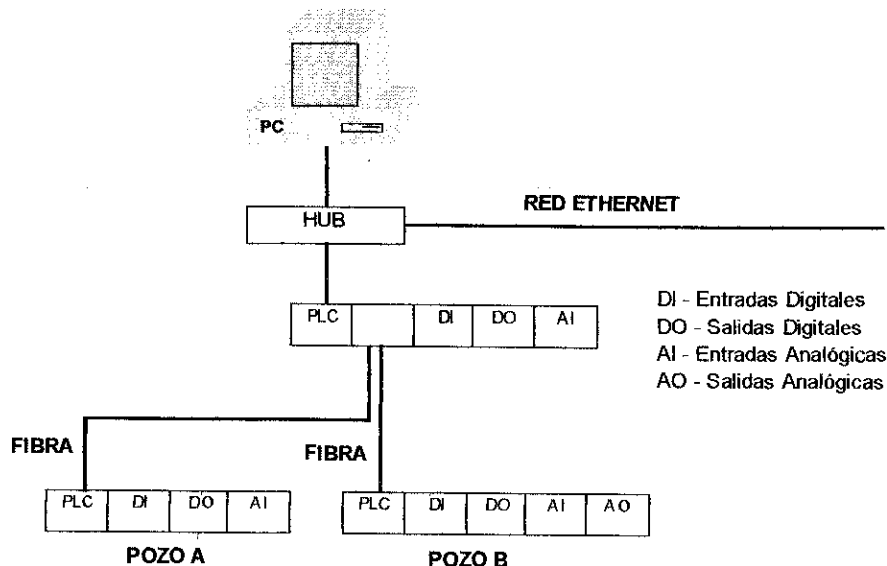 PC
HUB
RED ETHERNET
PLC DI DO AI
DI - Entradas Digitales
DO - Salidas Digitales
AI - Entradas Analógicas
AO - Salidas Analógicas
FIBRA
FIBRA
PLC DI DO AI
PLC DI DO AI AO
POZO A
POZO B